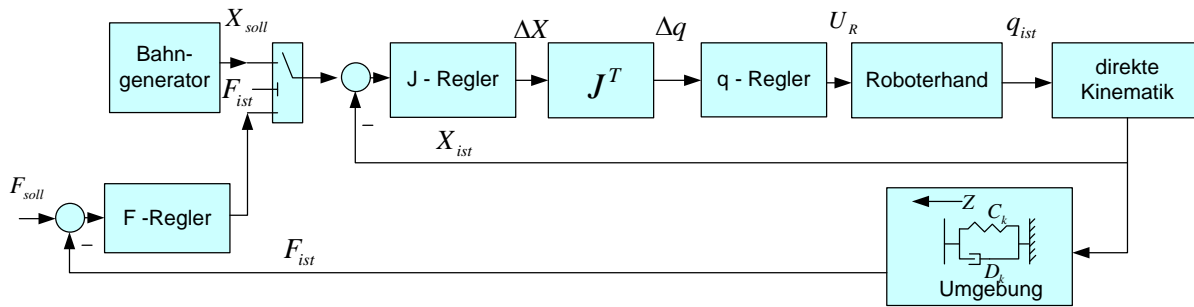 X_soll
Bahn-
generator
F_ist
J - Regler
ΔX
J^T
Δq
q - Regler
U_R
Roboterhand
q_ist
direkte
Kinematik
–
X_ist
F_soll
F -Regler
–
F_ist
Z
C_k
D_k
Umgebung